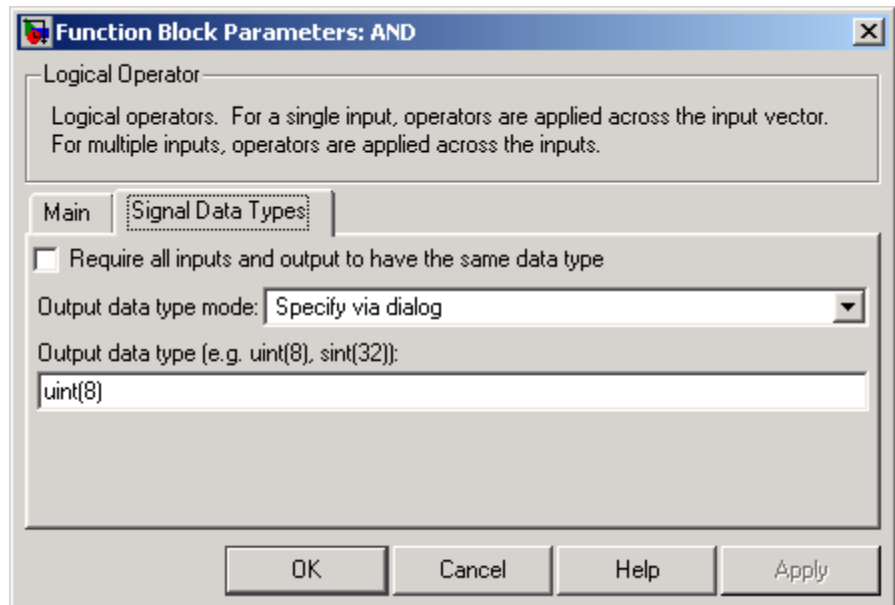 Function Block Parameters: AND
Logical Operator
Logical operators. For a single input, operators are applied across the input vector.
For multiple inputs, operators are applied across the inputs.
Main Signal Data Types
Require all inputs and output to have the same data type
Output data type mode: Specify via dialog
Output data type (e.g. uint(8), sint(32)):
uint(8)
OK Cancel Help Apply